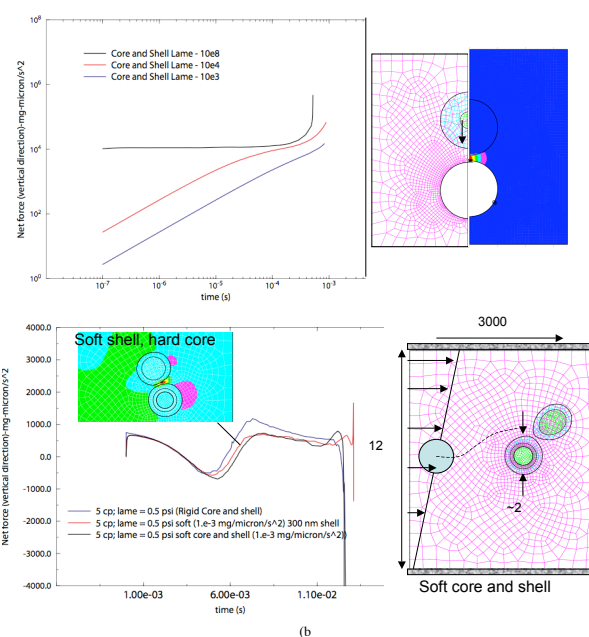 10^8
10^6
10^4
10^2
10^0
Net force (vertical direction)-mg-micron/s^2
Core and Shell Lame - 10e8
Core and Shell Lame - 10e4
Core and Shell Lame - 10e3
10^-7
10^-6
10^-5
10^-4
10^-3
time (s)
4000.0
3000.0
2000.0
1000.0
0.0
-1000.0
-2000.0
-3000.0
-4000.0
Net force (vertical direction)-mg-micron/s^2
Soft shell, hard core
5 cp; lame = 0.5 psi (Rigid Core and shell)
5 cp; lame = 0.5 psi soft (1.e-3 mg/micron/s^2) 300 nm shell
5 cp; lame = 0.5 psi soft core and shell (1.e-3 mg/micron/s^2))
1.00e-03
6.00e-03
1.10e-02
time (s)
3000
12
~2
Soft core and shell
(b)